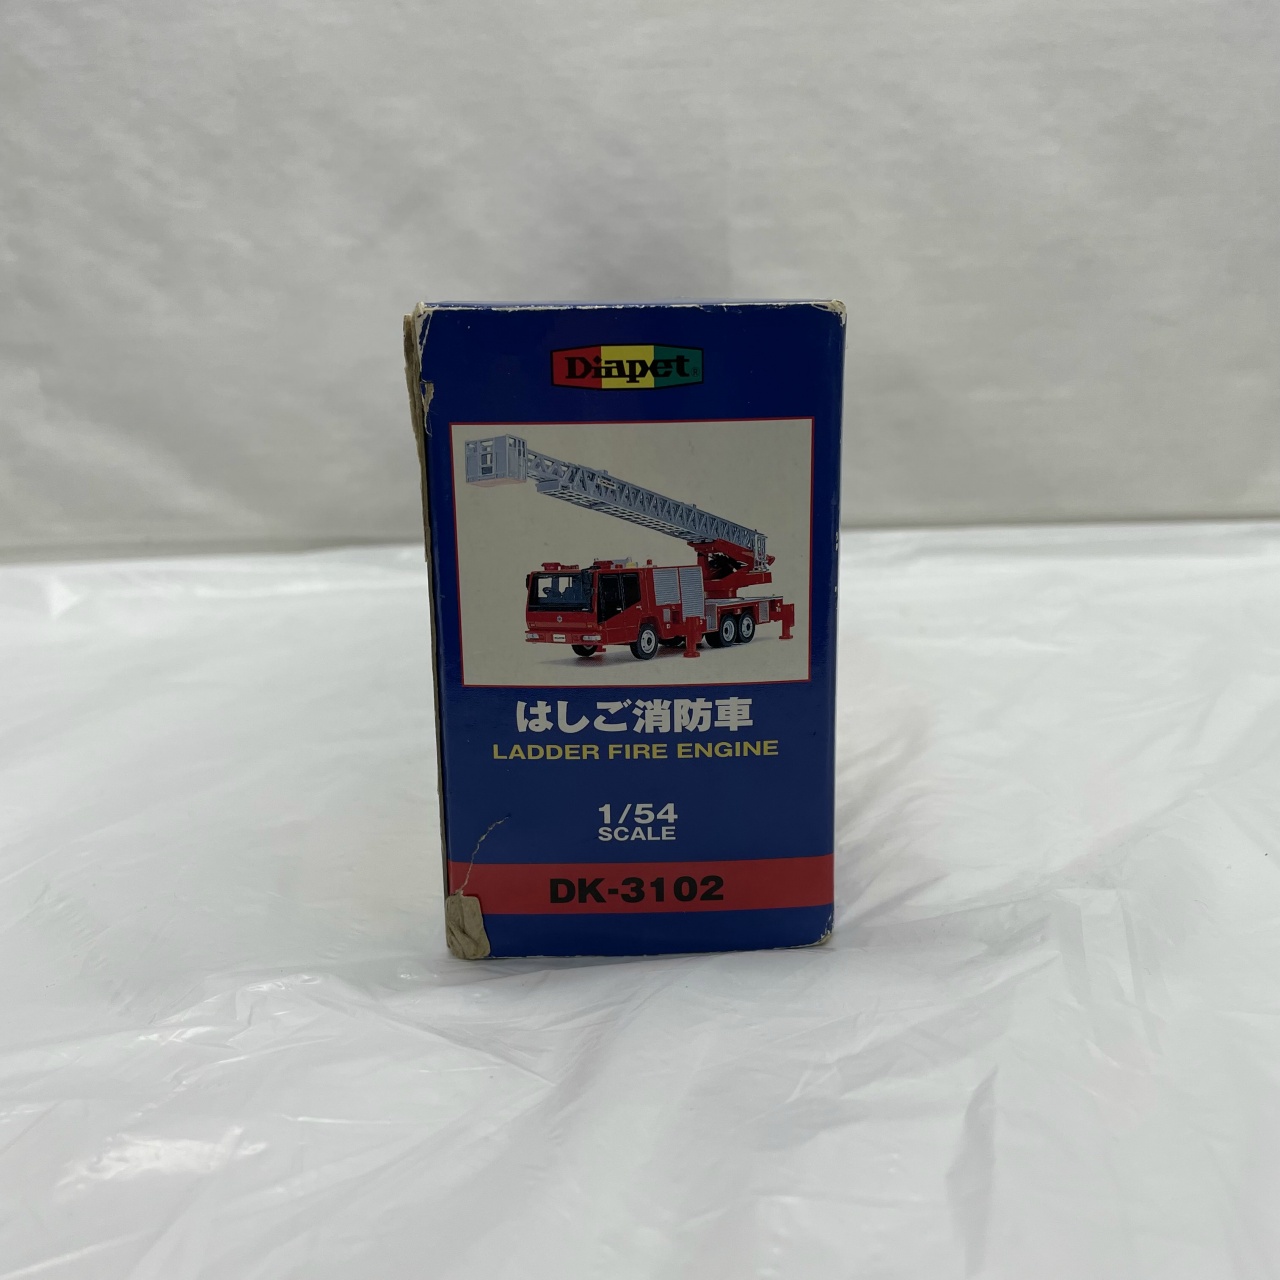 Diapet®
はしご消防車
LADDER FIRE ENGINE
1/54
SCALE
DK-3102